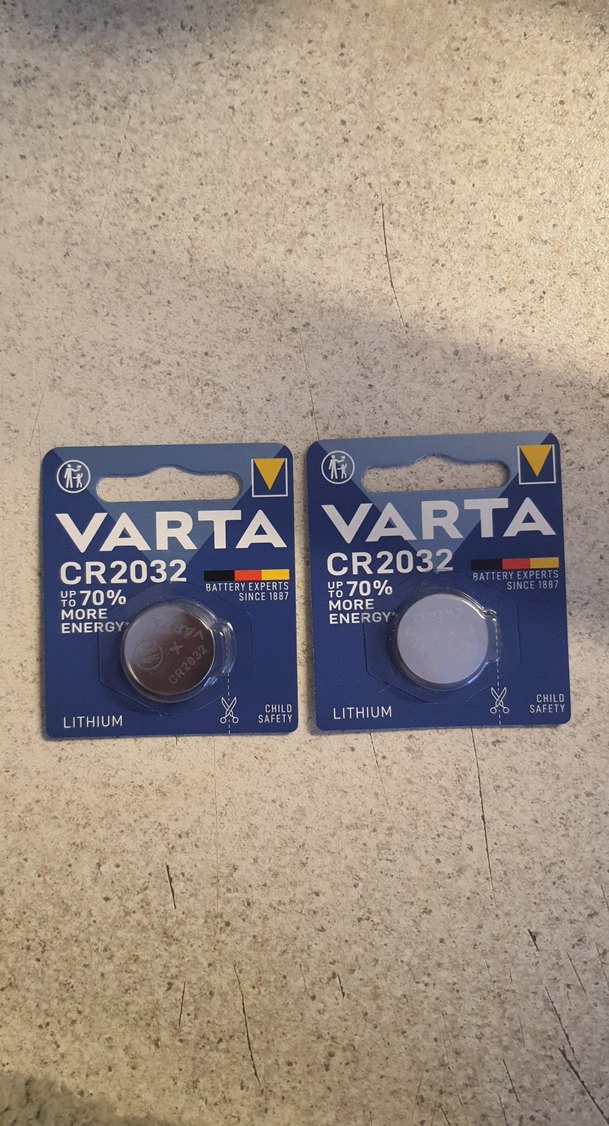 VARTA
CR2032
UP TO 70%
MORE
ENERGY*
BATTERY EXPERTS
SINCE 1887
VARTA
+
CR2032
LITHIUM
CHILD
SAFETY
VARTA
CR2032
UP TO 70%
MORE
ENERGY
BATTERY EXPERTS
SINCE 1887
LITHIUM
CHILD
SAFETY